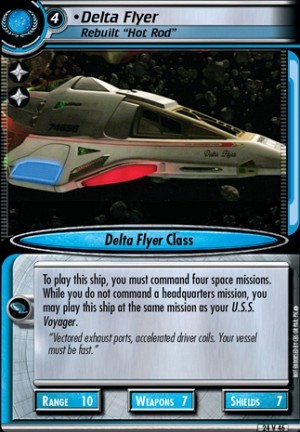 4 •Delta Flyer
Rebuilt "Hot Rod"
Delta Flyer
Delta Flyer Class
To play this ship, you must command four space missions.
While you do not command a headquarters mission, you
may play this ship at the same mission as your U.S.S.
Voyager.
"Vectored exhaust ports, accelerated driver coils. Your vessel
must be fast."
RANGE 10 WEAPONS 7 SHIELDS 7
24 V 46